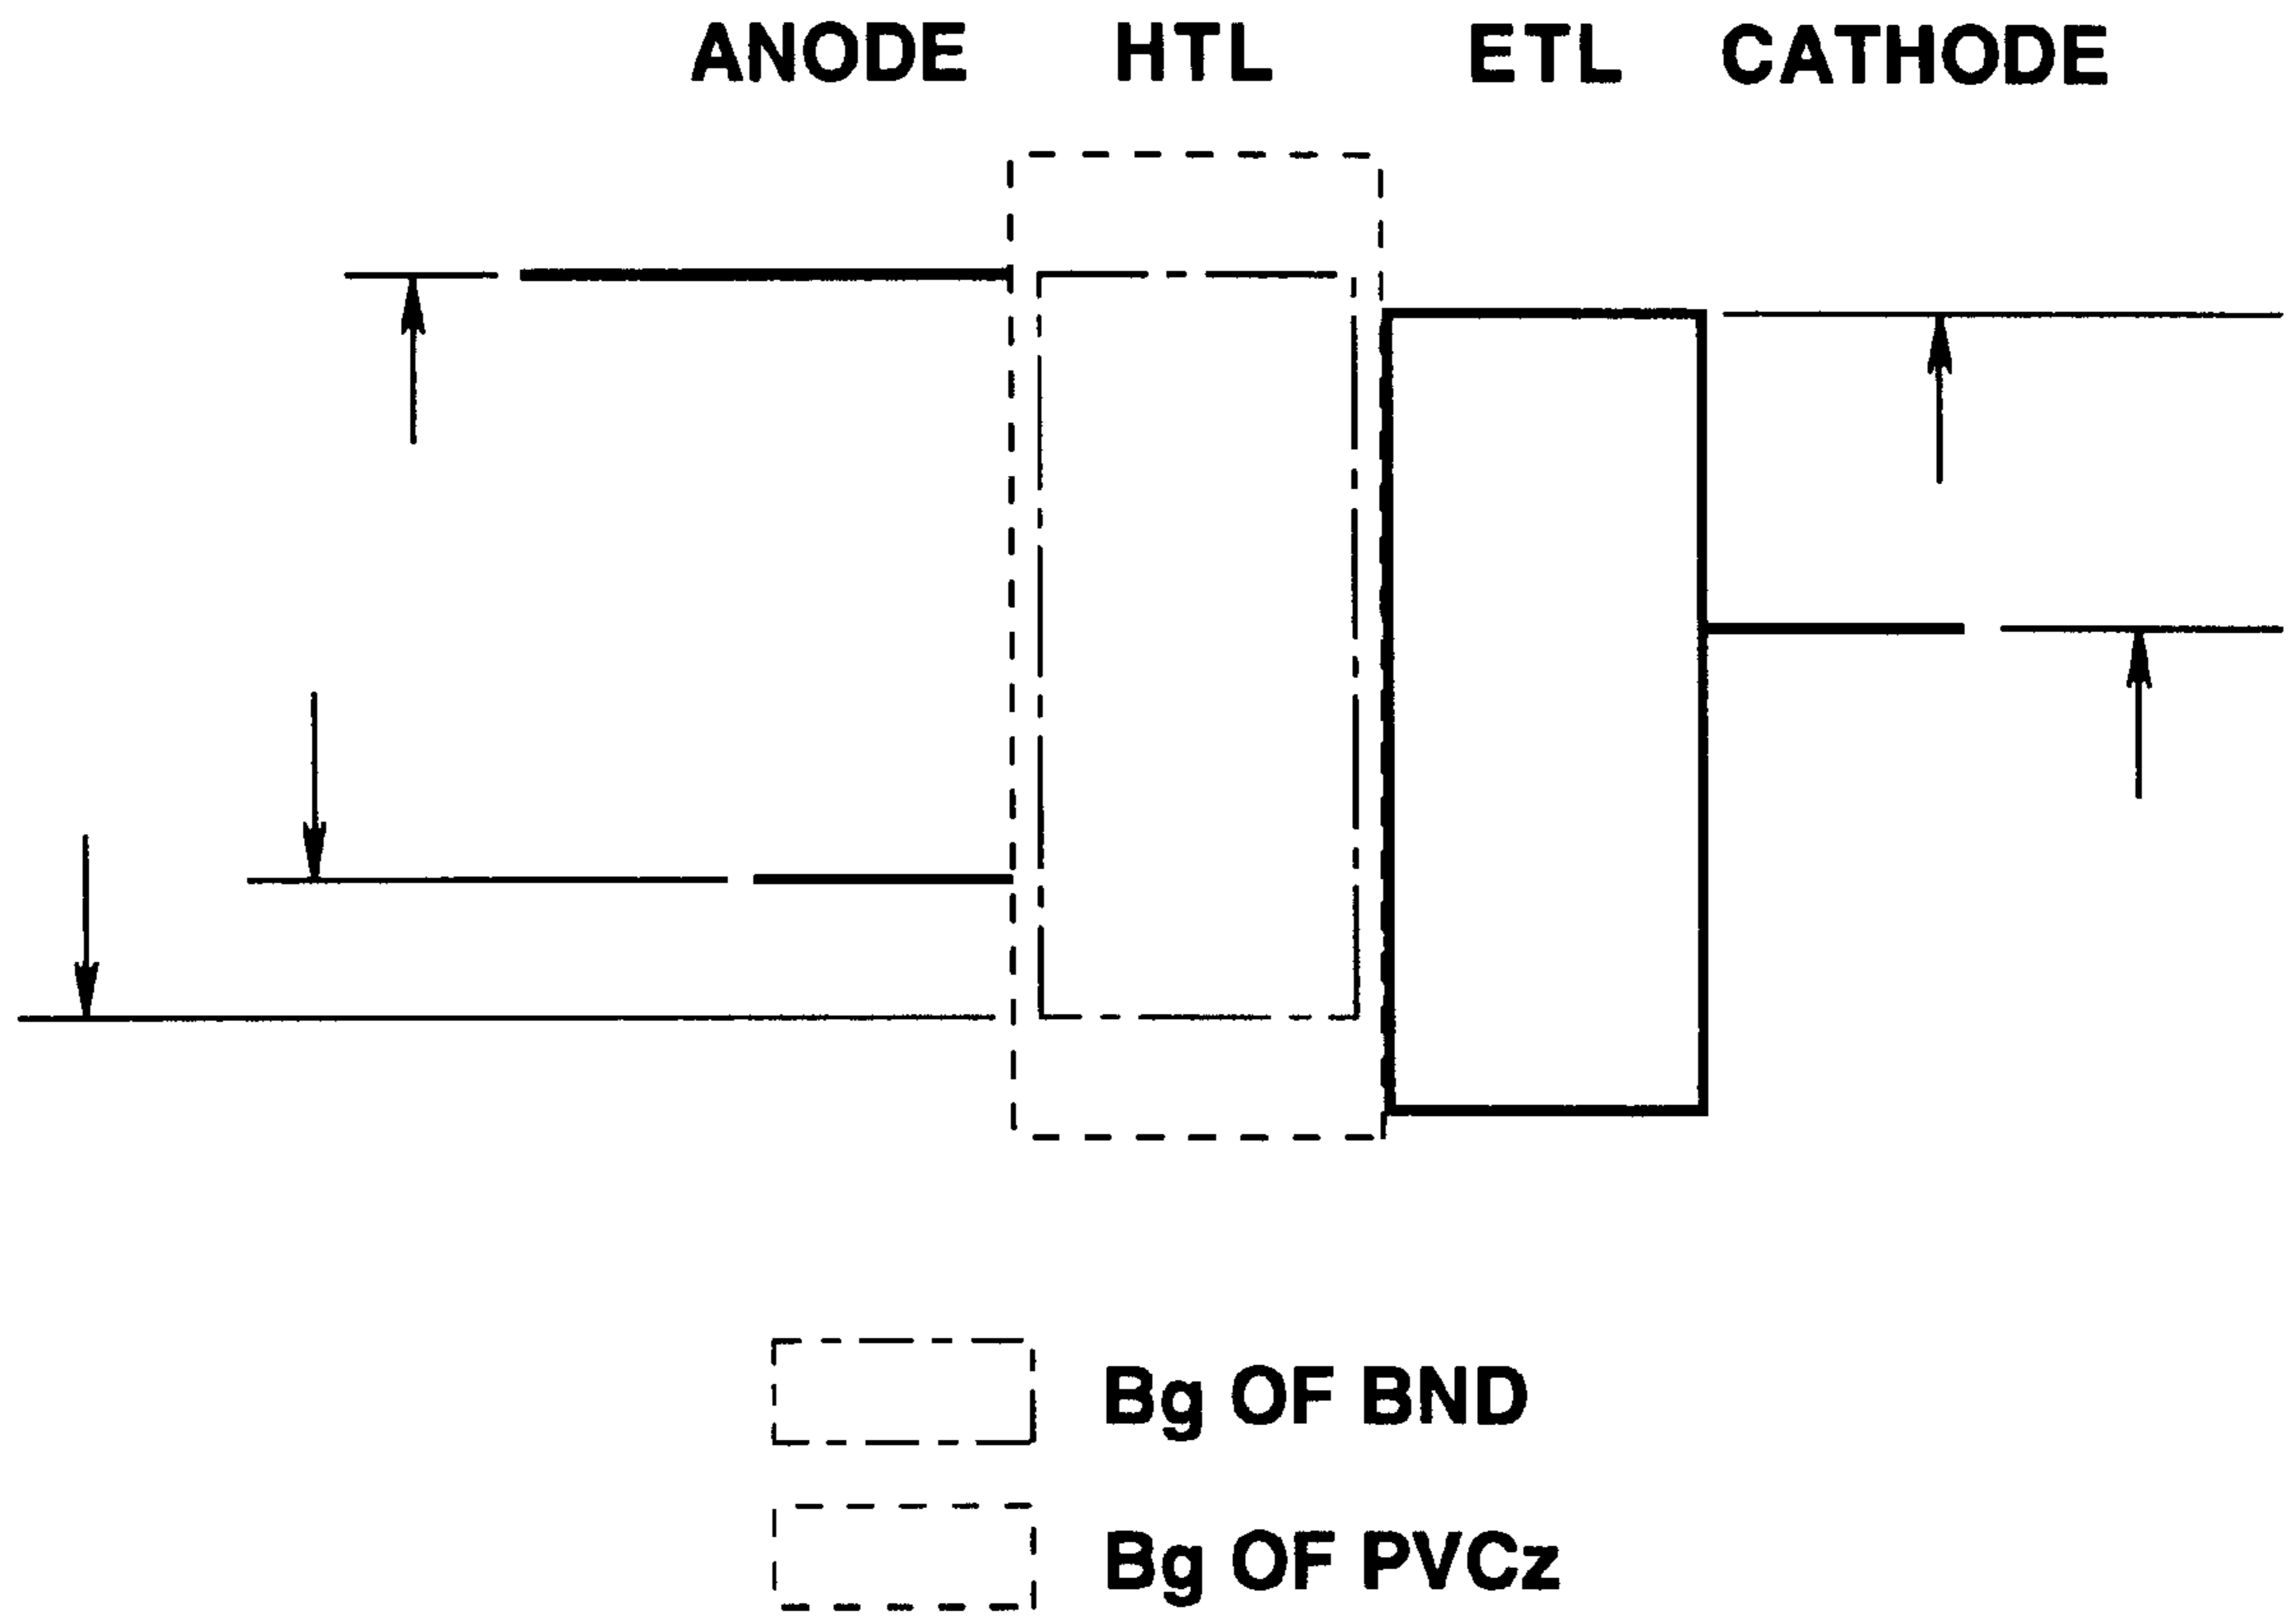 ANODE HTL ETL CATHODE
Bg OF BND
Bg OF PVCz